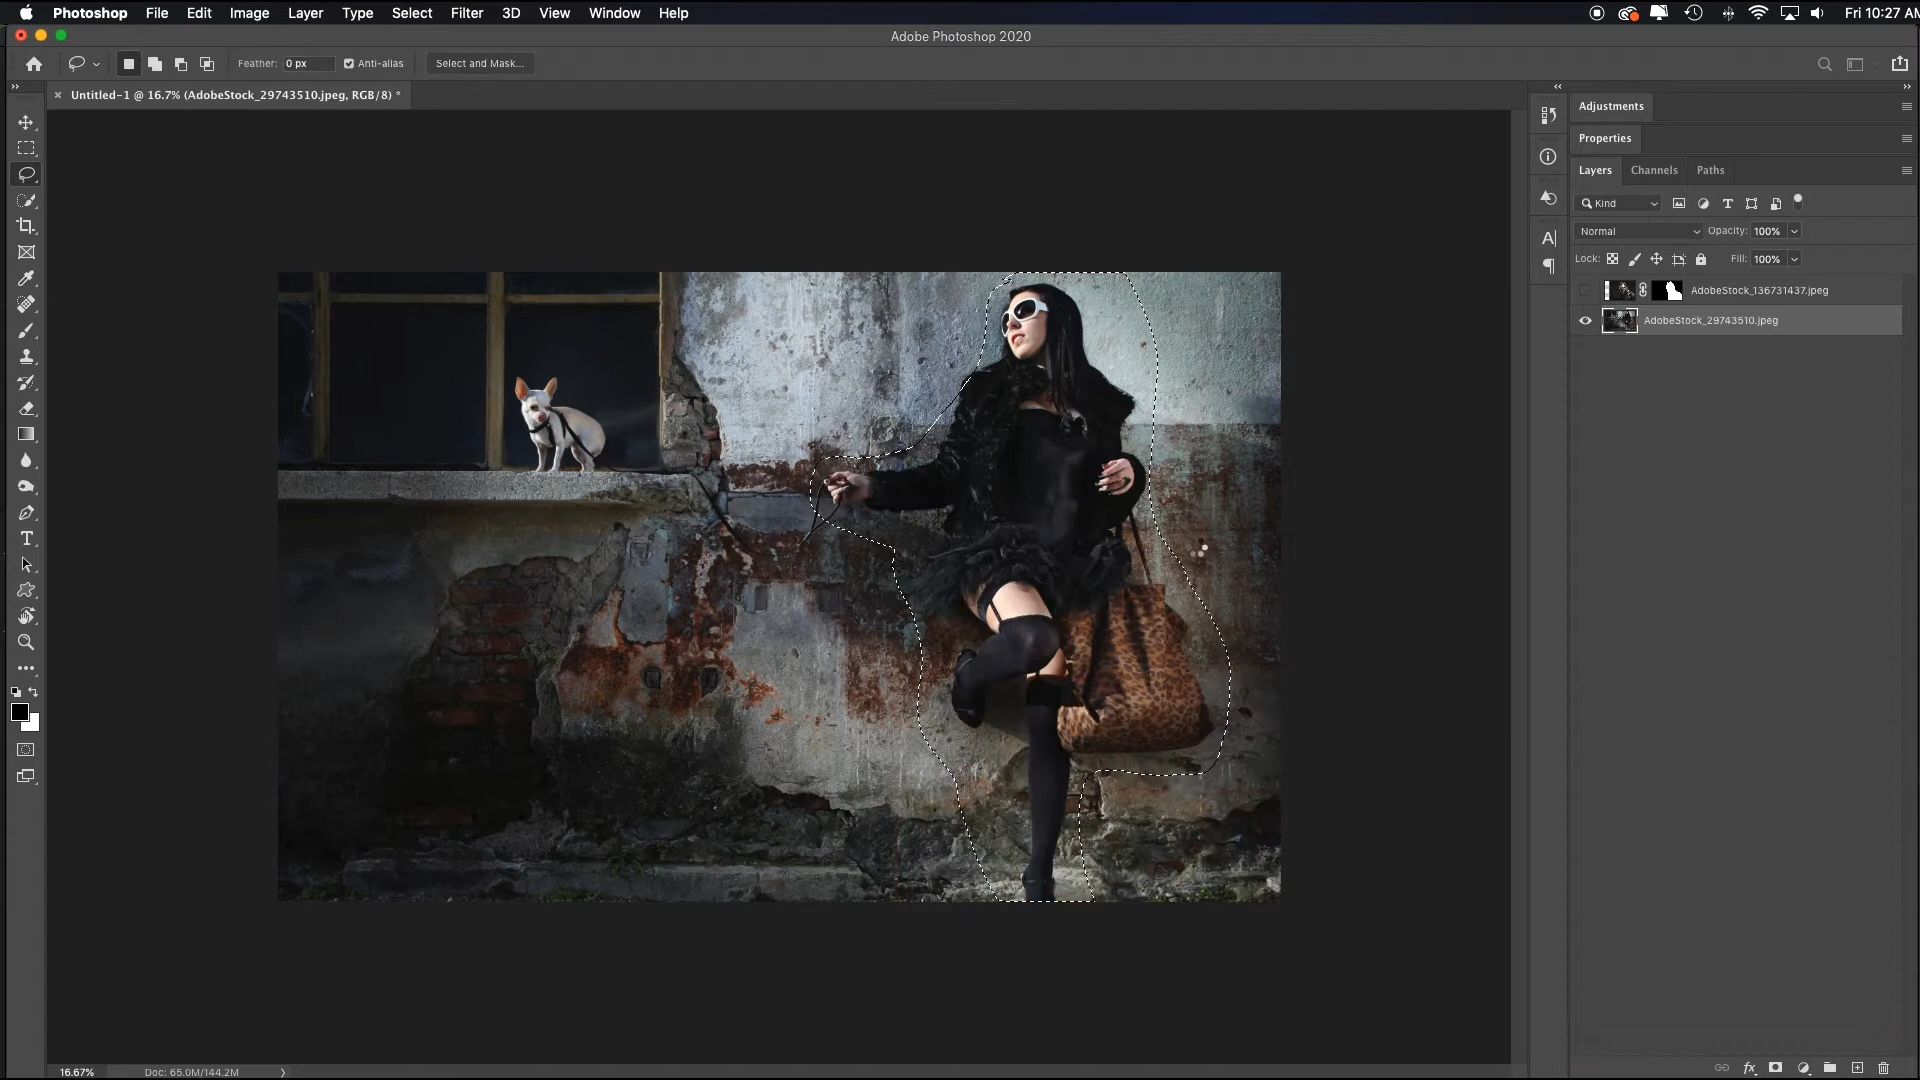 Photoshop File Edit Image Layer Type Select Filter 3D View Window Help Fri 10:27 AM
Adobe Photoshop 2020
Feather: 0 px Anti-alias Select and Mask...
Untitled-1 @ 16.7% (AdobeStock_29743510.jpeg, RGB/8) *
Adjustments
Properties
Layers Channels Paths
Kind
Normal Opacity: 100%
Lock: Fill: 100%
AdobeStock_136731437.jpeg
AdobeStock_29743510.jpeg
16.67% Doc: 65.0M/144.2M